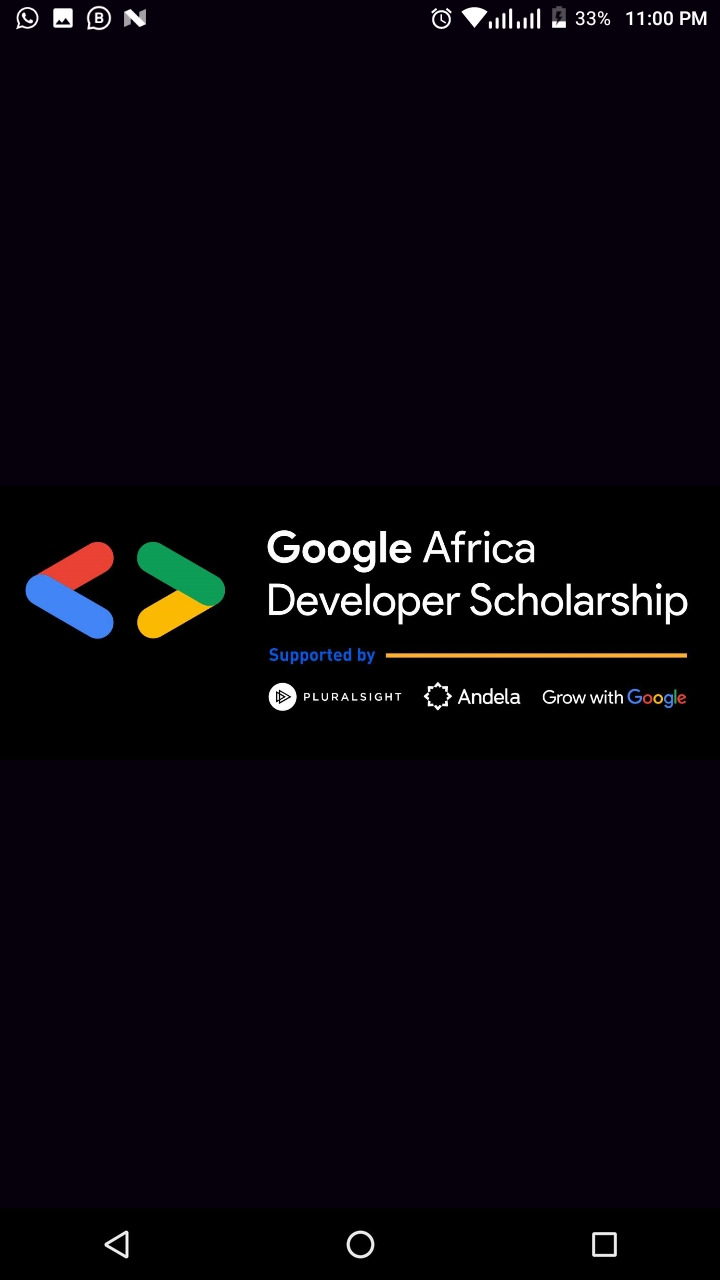 33% 11:00 PM
Google Africa
Developer Scholarship
Supported by
PLURALSIGHT Andela Grow with Google